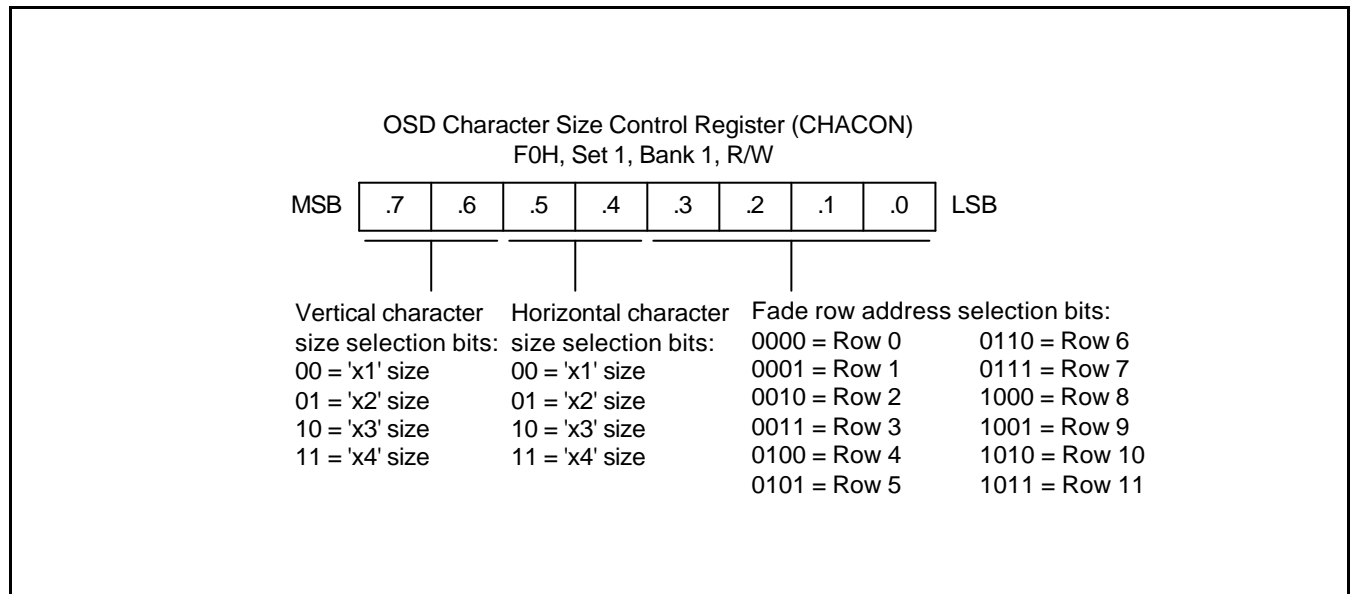 OSD Character Size Control Register (CHACON)
F0H, Set 1, Bank 1, R/W
MSB .7 .6 .5 .4 .3 .2 .1 .0 LSB
Vertical character
size selection bits:
00 = 'x1' size
01 = 'x2' size
10 = 'x3' size
11 = 'x4' size
Horizontal character
size selection bits:
00 = 'x1' size
01 = 'x2' size
10 = 'x3' size
11 = 'x4' size
Fade row address selection bits:
0000 = Row 0
0001 = Row 1
0010 = Row 2
0011 = Row 3
0100 = Row 4
0101 = Row 5
0110 = Row 6
0111 = Row 7
1000 = Row 8
1001 = Row 9
1010 = Row 10
1011 = Row 11